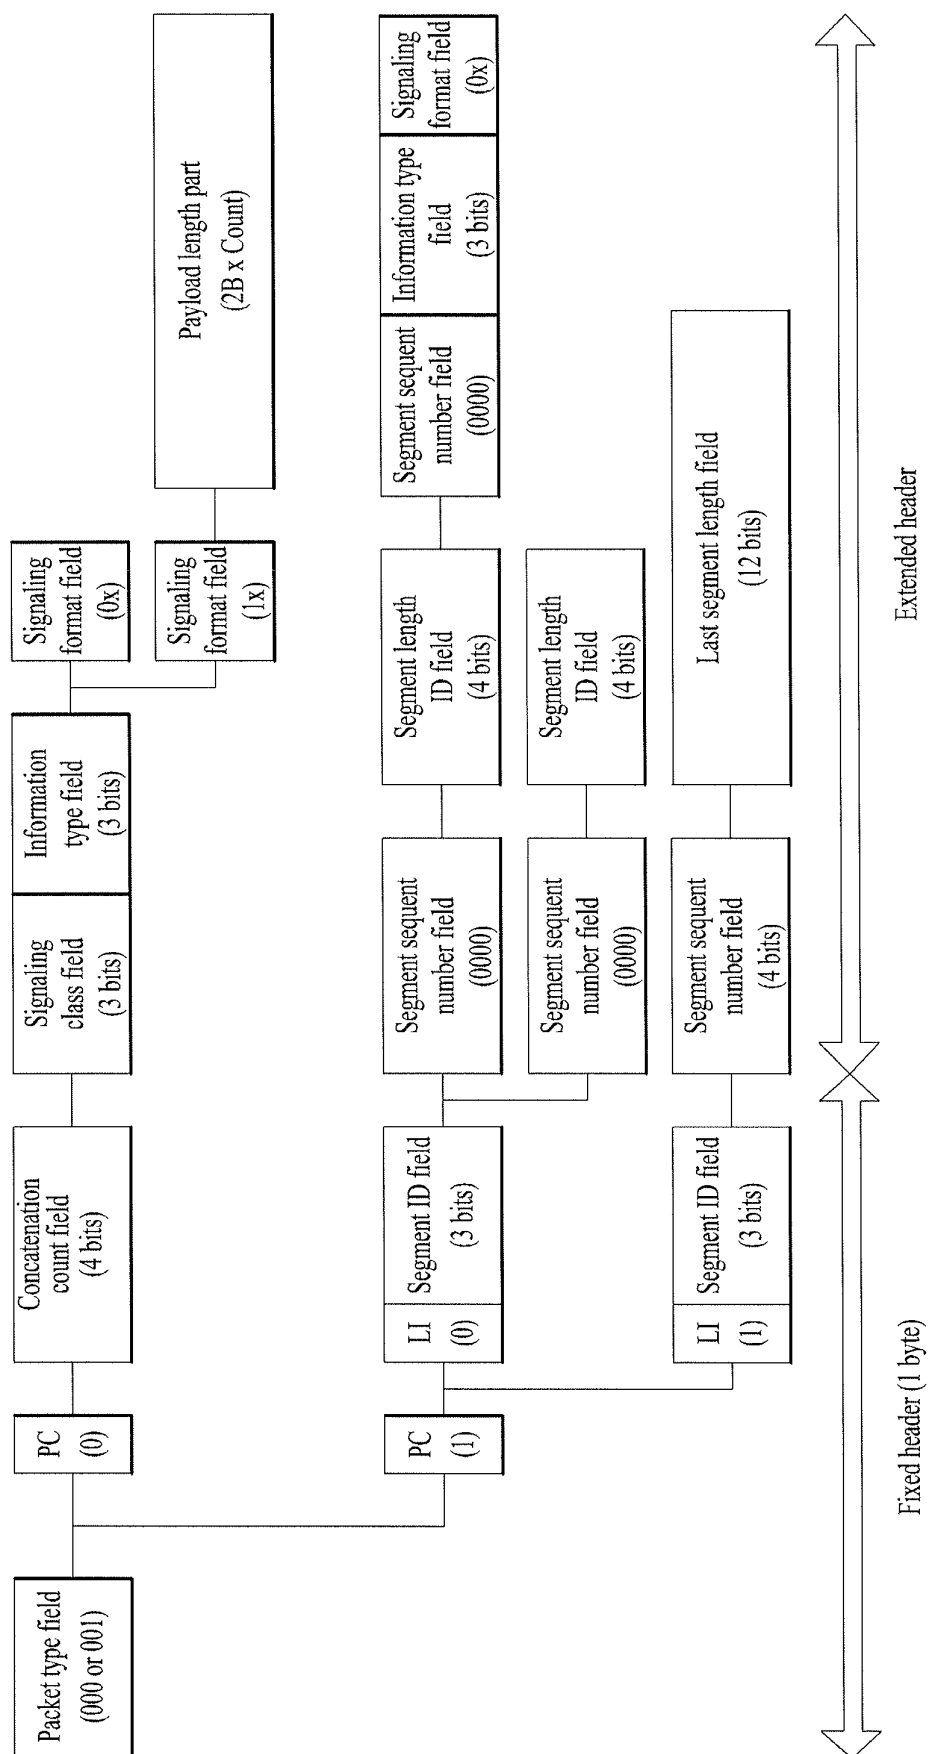 Packet type field
(000 or 001)
PC
(0)
Concatenation
count field
(4 bits)
Signaling
class field
(3 bits)
Information
type field
(3 bits)
Signaling
format field
(0x)
Signaling
format field
(1x)
Payload length part
(2B x Count)
PC
(1)
LI
(0)
Segment ID field
(3 bits)
Segment sequent
number field
(0000)
Segment length
ID field
(4 bits)
Segment sequent
number field
(0000)
Information type
field
(3 bits)
Signaling
format field
(0x)
Segment sequent
number field
(0000)
Segment length
ID field
(4 bits)
LI
(1)
Segment ID field
(3 bits)
Segment sequent
number field
(4 bits)
Last segment length field
(12 bits)
Fixed header (1 byte)
Extended header